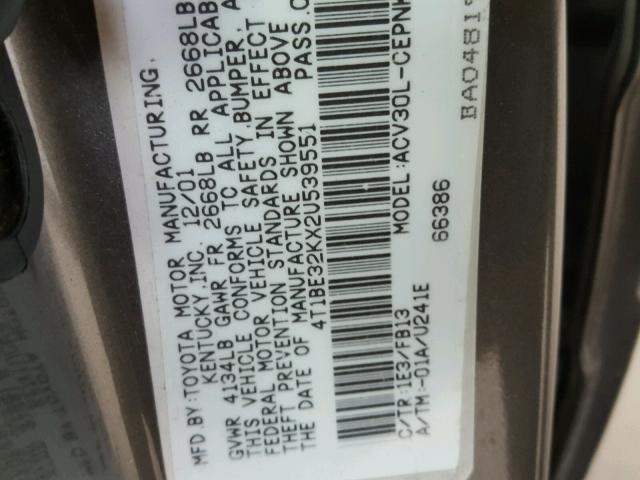 MFD BY:TOYOTA MOTOR MANUFACTURING,
KENTUCKY,INC. 12/01
GVWR 4134LB GAWR FR 2668LB RR 2668LB
THIS VEHICLE CONFORMS TO ALL APPLICAB
FEDERAL MOTOR VEHICLE SAFETY,BUMPER, A
THEFT PREVENTION STANDARDS IN EFFECT
THE DATE OF MANUFACTURE SHOWN ABOVE
4T1BE32KX2U539551 PASS.C
C/TR:1E3/FB13 MODEL:ACV30L-CEPN
A/TM:-01A/U241E 66386
BA0481